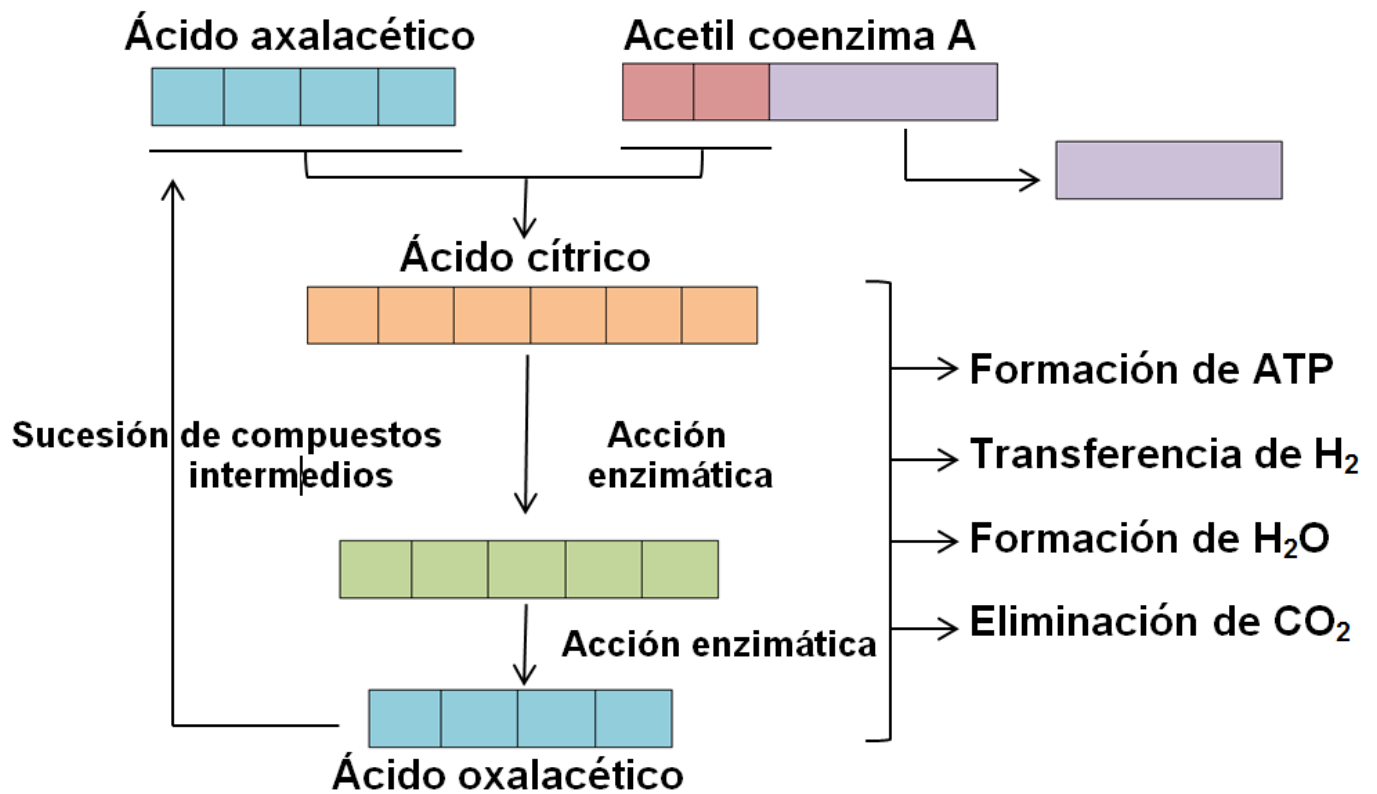 Ácido axalacético
Acetil coenzima A
Ácido cítrico
Sucesión de compuestos
intermedios
Acción
enzimática
Acción enzimática
Ácido oxalacético
Formación de ATP
Transferencia de H₂
Formación de H₂O
Eliminación de CO₂